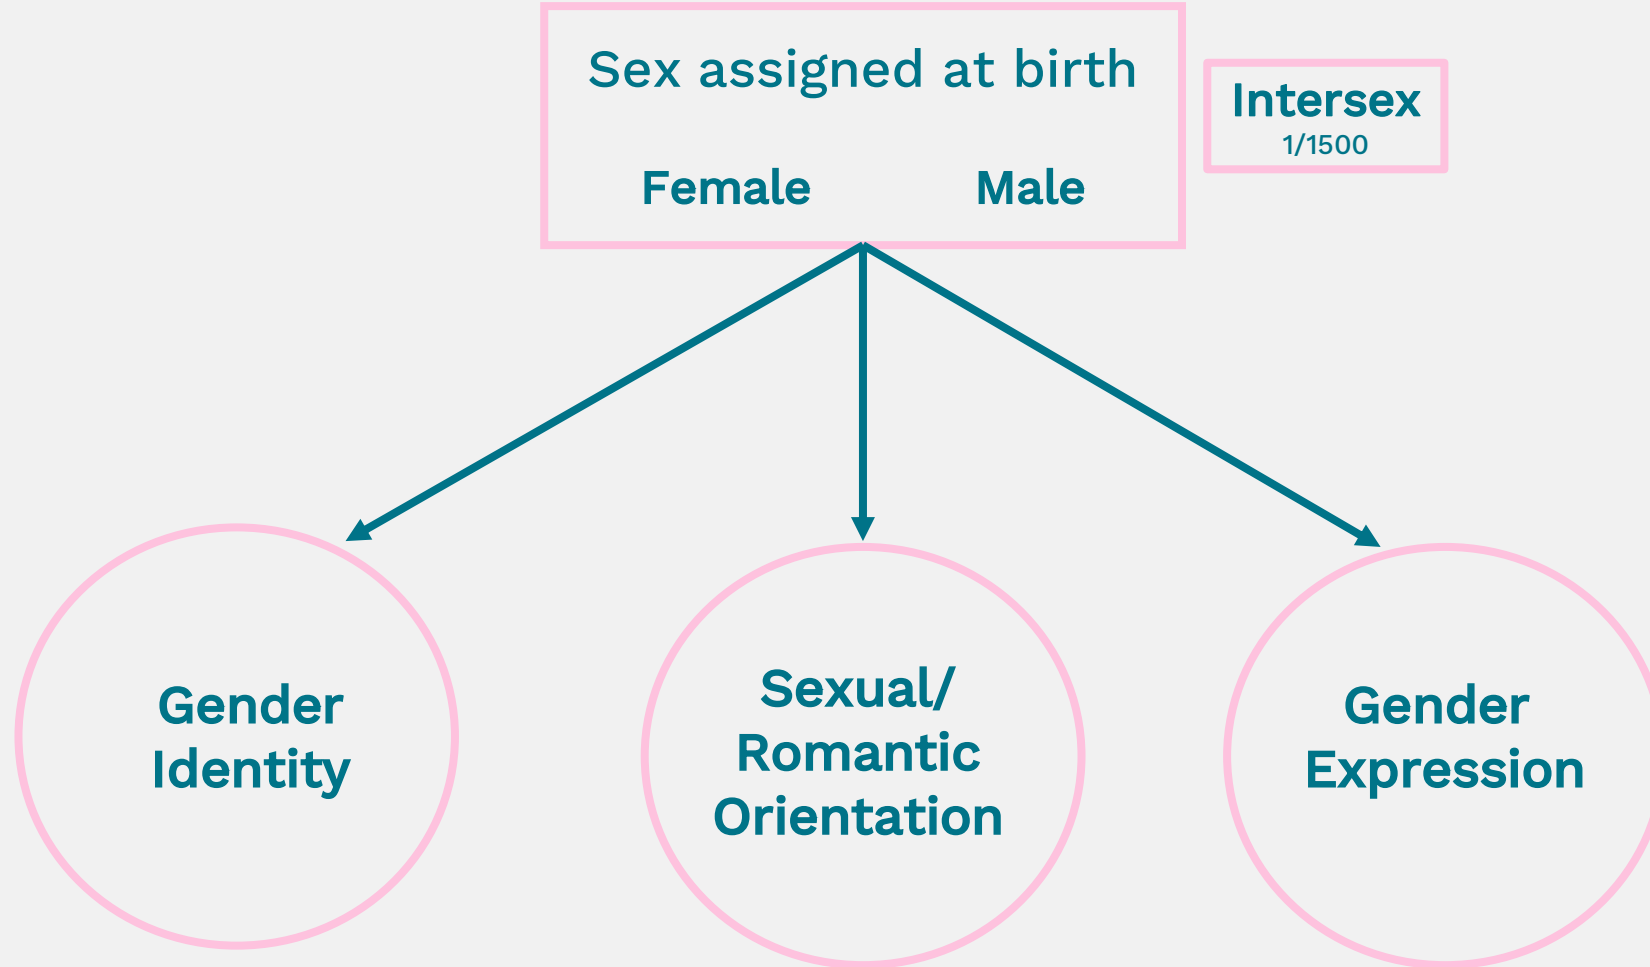 Sex assigned at birth
Female Male
Intersex
1/1500
Gender
Identity
Sexual/
Romantic
Orientation
Gender
Expression